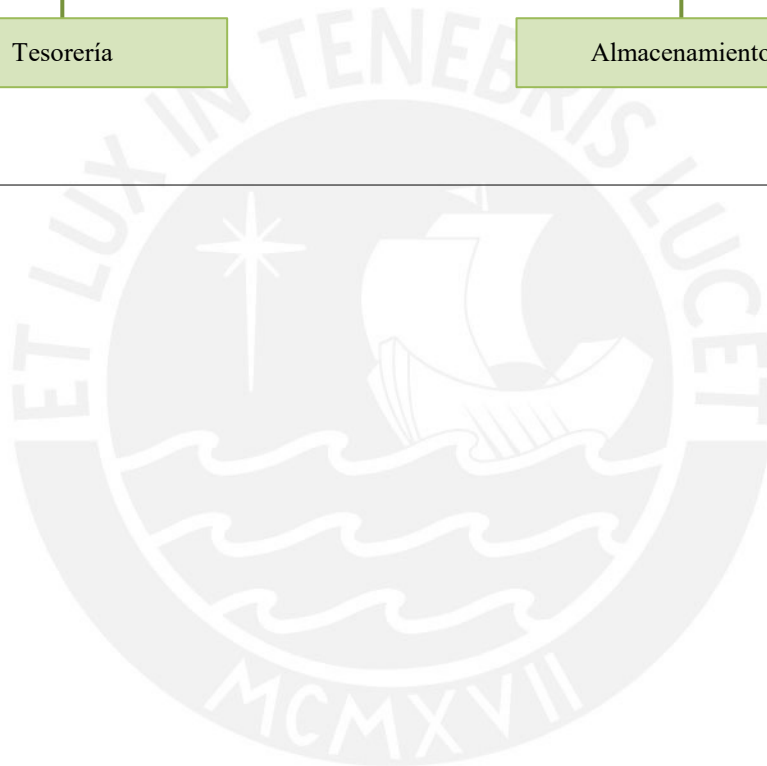 Tesorería
Almacenamiento
ET LUX IN TENEBRIS LUCET
MCMXVII